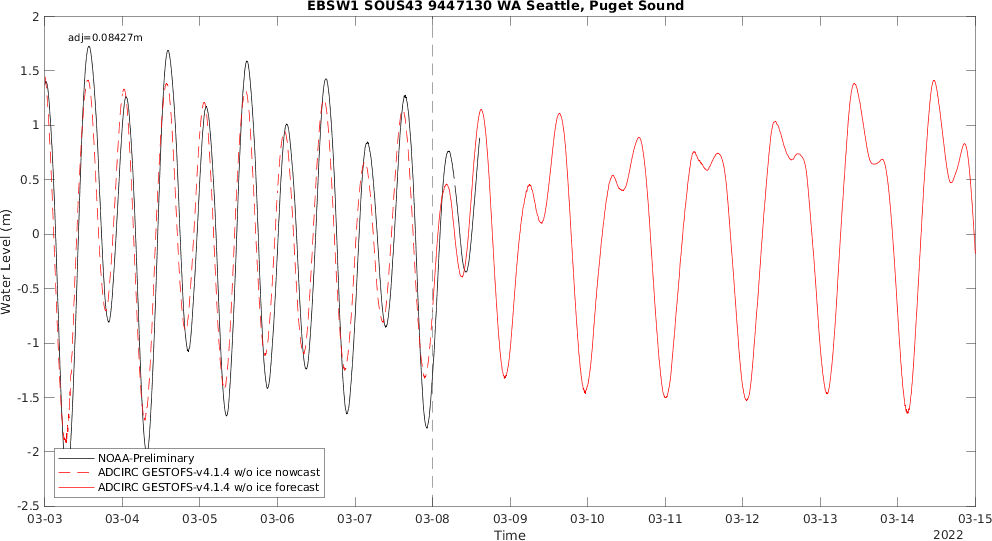 EBSW1 SOUS43 9447130 WA Seattle, Puget Sound
adj=0.08427m
Water Level (m)
2
1.5
1
0.5
0
-0.5
-1
-1.5
-2
-2.5
NOAA-Preliminary
ADCIRC GESTOFS-v4.1.4 w/o ice nowcast
ADCIRC GESTOFS-v4.1.4 w/o ice forecast
03-03 03-04 03-05 03-06 03-07 03-08 03-09 03-10 03-11 03-12 03-13 03-14 03-15
Time
2022